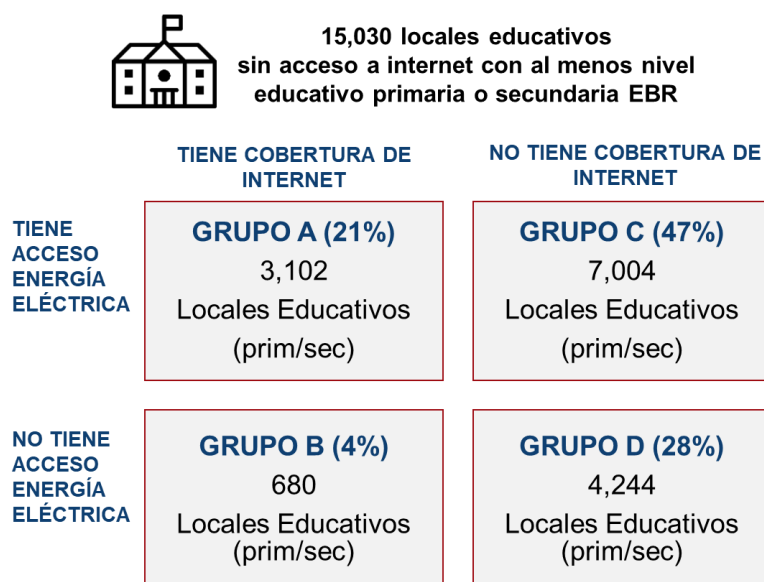 15,030 locales educativos
sin acceso a internet con al menos nivel
educativo primaria o secundaria EBR
TIENE COBERTURA DE
INTERNET
NO TIENE COBERTURA DE
INTERNET
TIENE
ACCESO
ENERGÍA
ELÉCTRICA
GRUPO A (21%)
3,102
Locales Educativos
(prim/sec)
GRUPO C (47%)
7,004
Locales Educativos
(prim/sec)
NO TIENE
ACCESO
ENERGÍA
ELÉCTRICA
GRUPO B (4%)
680
Locales Educativos
(prim/sec)
GRUPO D (28%)
4,244
Locales Educativos
(prim/sec)